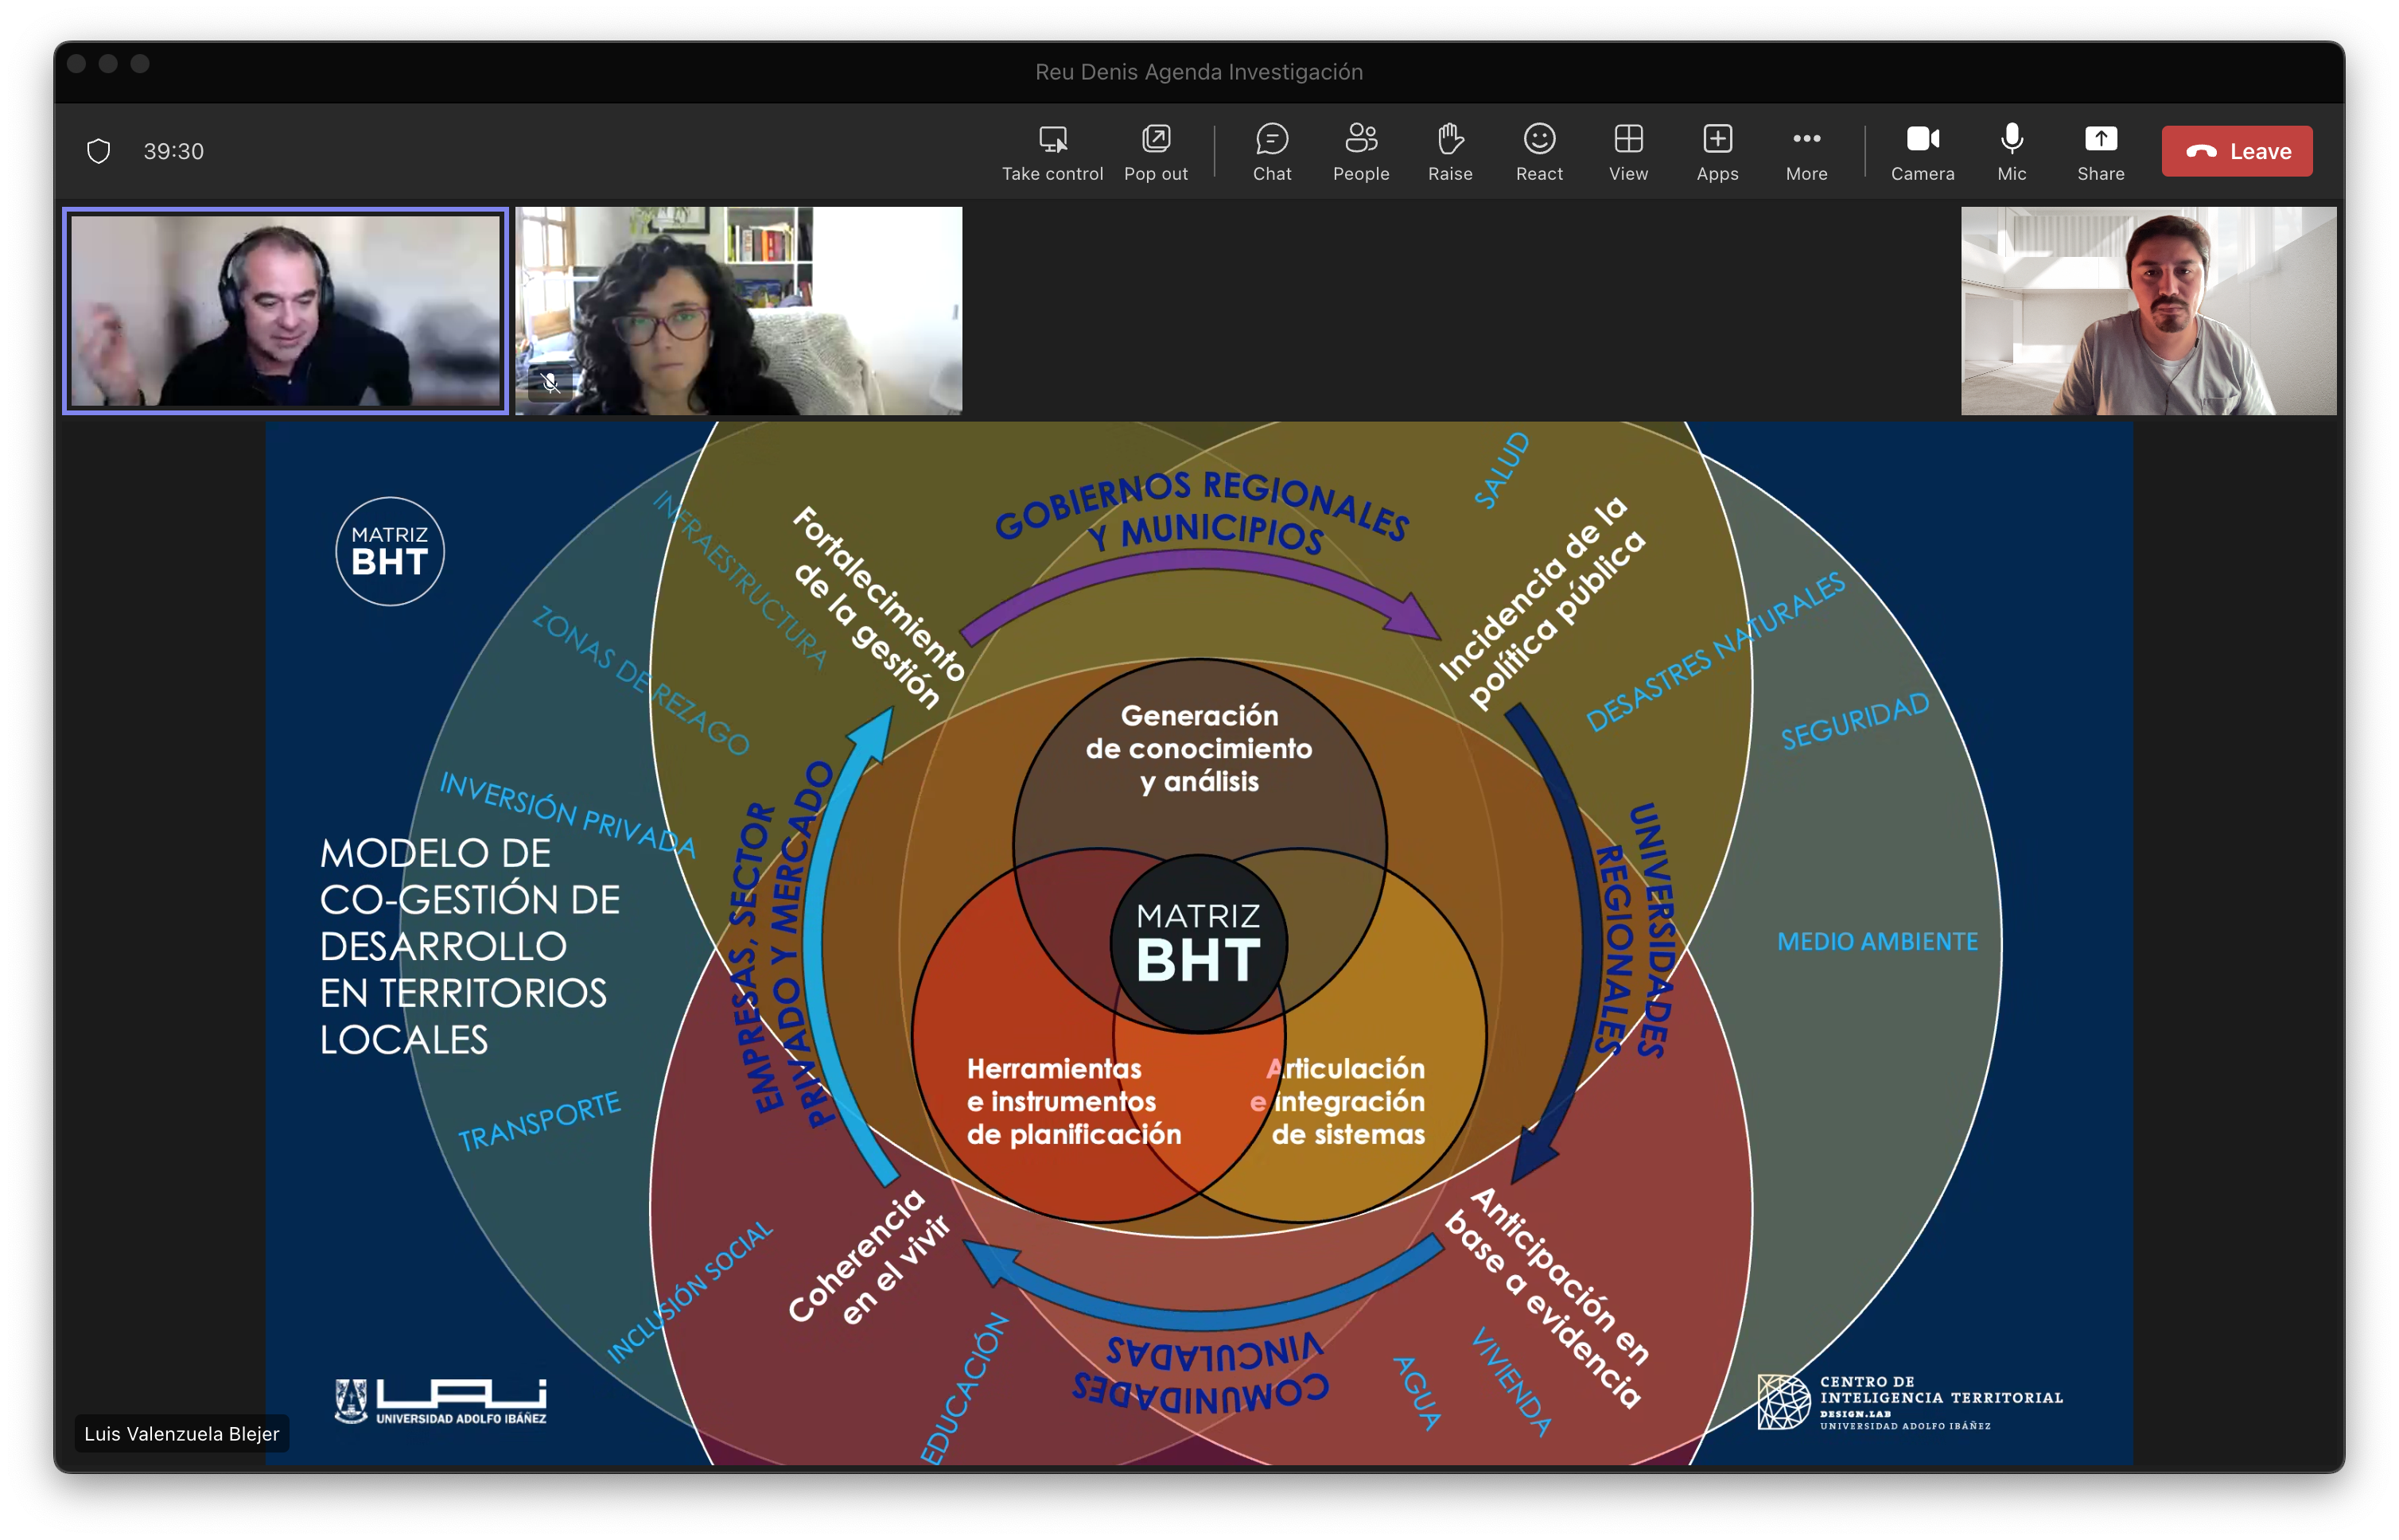 Reu Denis Agenda Investigación
39:30
Take control
Pop out
Chat
People
Raise
React
View
Apps
More
Camera
Mic
Share
Leave
MATRIZ
BHT
GOBIERNOS REGIONALES
Y MUNICIPIOS
SALUD
INFRAESTRUCTURA
Fortalecimiento
de la gestión
Incidencia de la
política pública
ZONAS DE REZAGO
DESASTRES NATURALES
SEGURIDAD
INVERSIÓN PRIVADA
Generación
de conocimiento
y análisis
EMPRESAS, SECTOR
PRIVADO Y MERCADO
UNIVERSIDADES
REGIONALES
MODELO DE
CO-GESTIÓN DE
DESARROLLO
EN TERRITORIOS
LOCALES
MATRIZ
BHT
MEDIO AMBIENTE
Herramientas
e instrumentos
de planificación
Articulación
e integración
de sistemas
TRANSPORTE
Coherencia
en el vivir
Anticipación en
base a evidencia
INCLUSIÓN SOCIAL
COMUNIDADES
VINCULADAS
EDUCACIÓN
AGUA
VIVIENDA
UAI
UNIVERSIDAD ADOLFO IBÁÑEZ
CENTRO DE
INTELIGENCIA TERRITORIAL
DESIGN.LAB
UNIVERSIDAD ADOLFO IBÁÑEZ
Luis Valenzuela Blejer